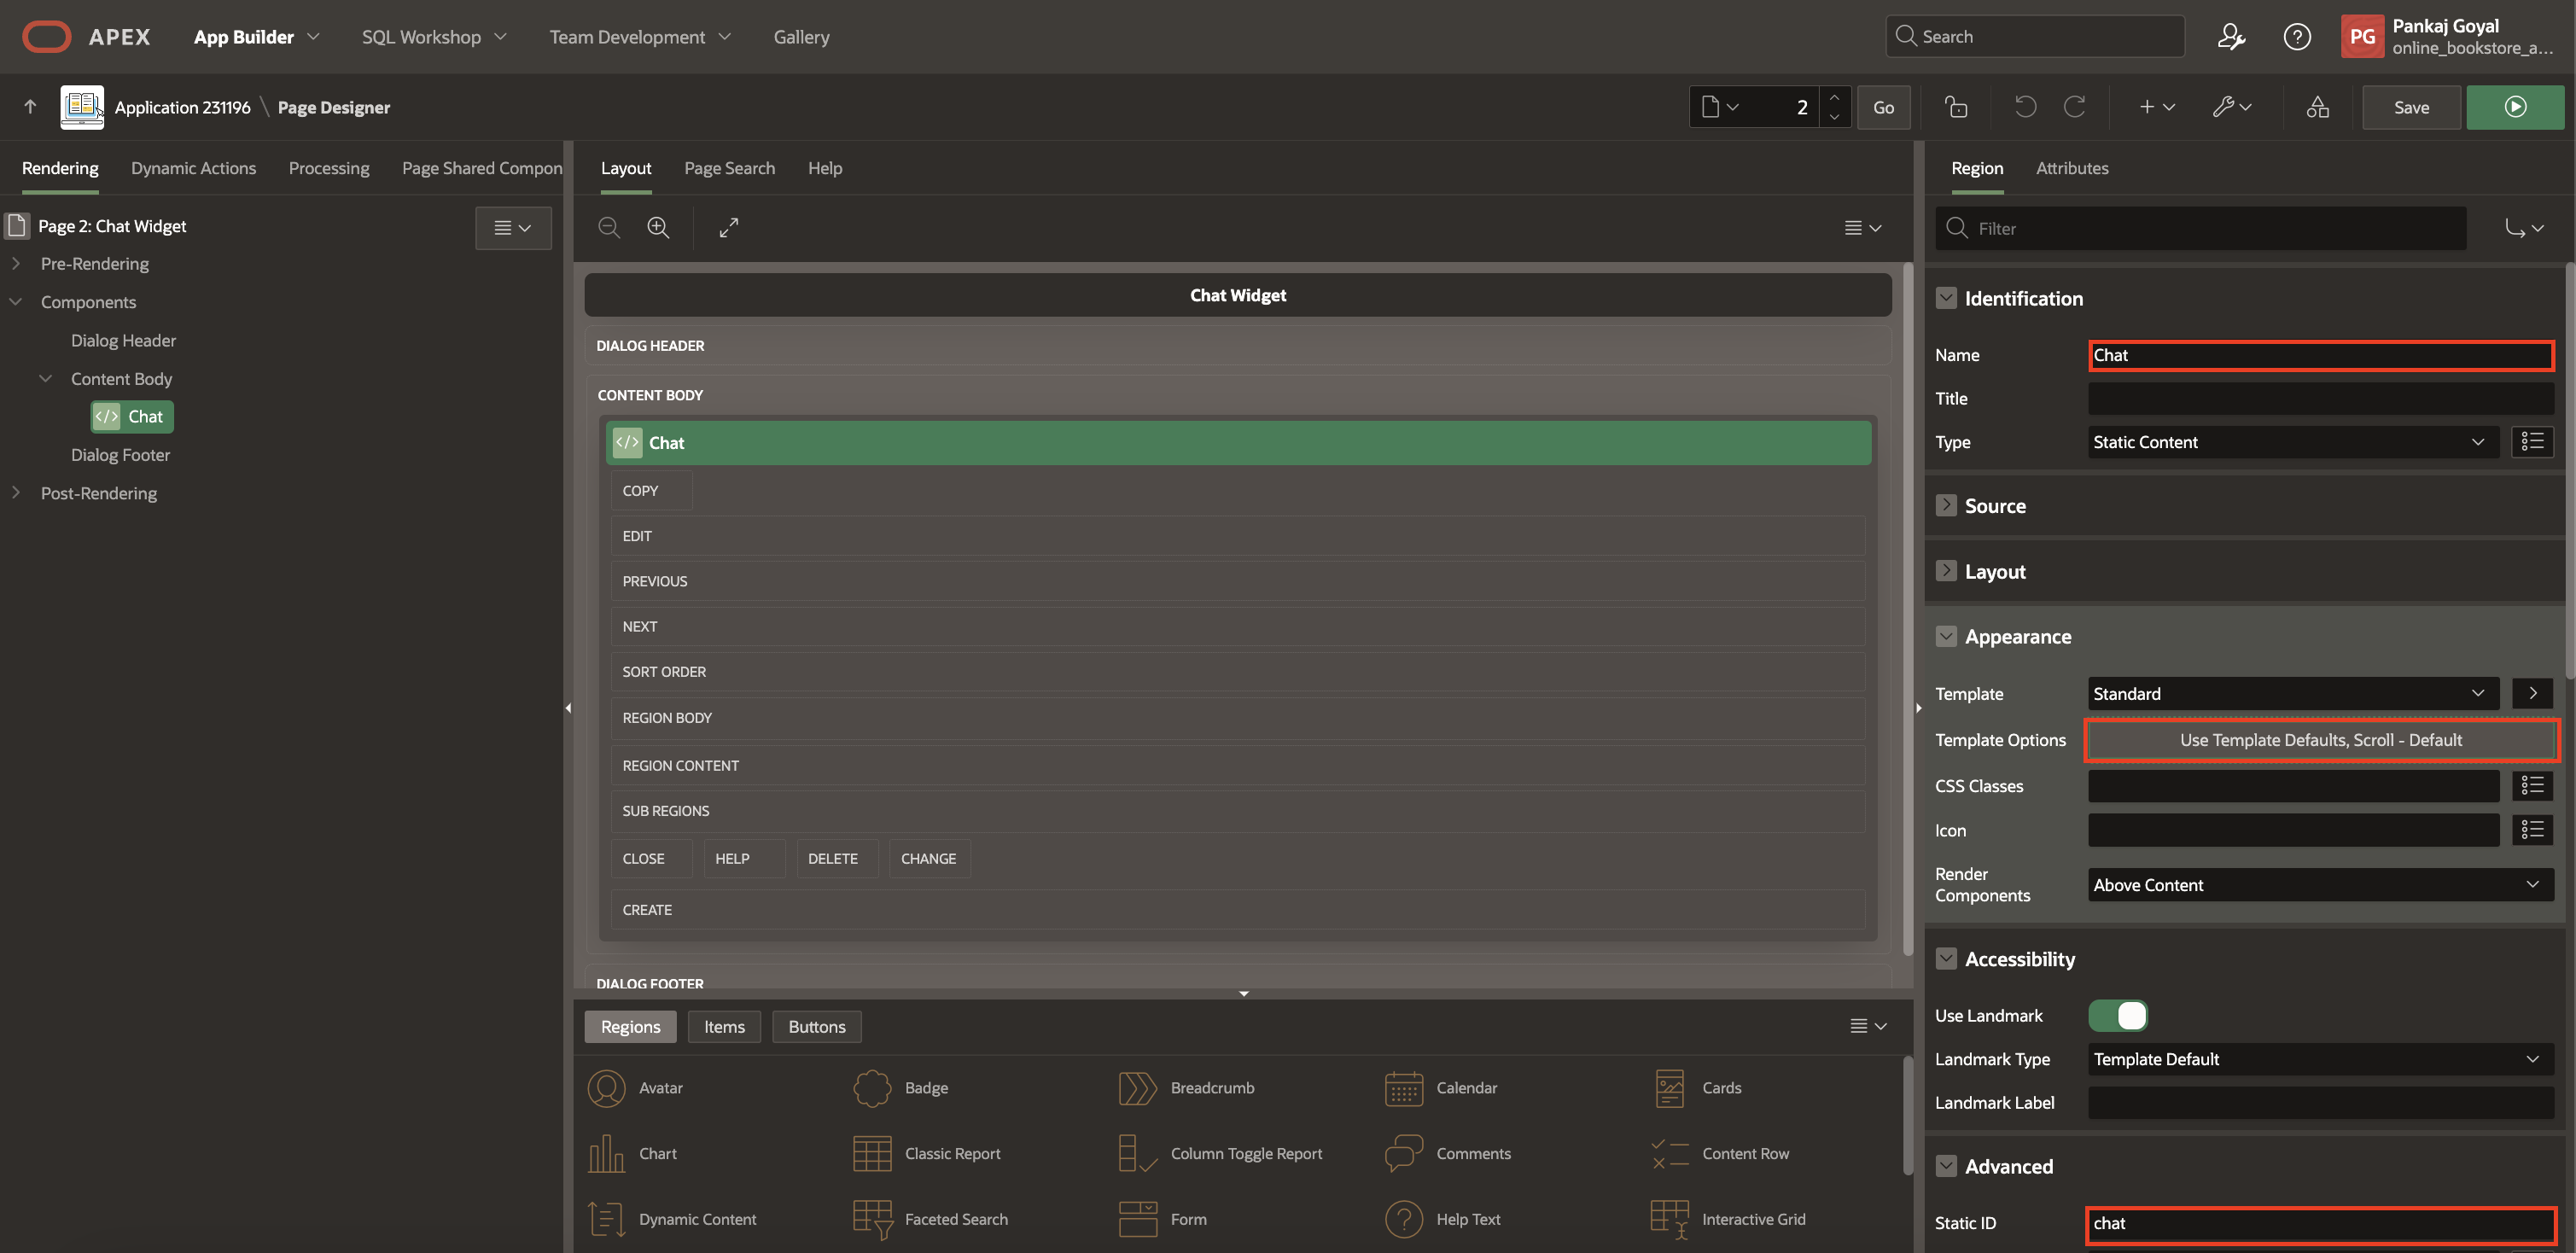 APEX App Builder SQL Workshop Team Development Gallery Search PG Pankaj Goyal
online_bookstore_a...
Application 231196 \ Page Designer 2 Go Save
Rendering Dynamic Actions Processing Page Shared Compon
Page 2: Chat Widget
Pre-Rendering
Components
Dialog Header
Content Body
</> Chat
Dialog Footer
Post-Rendering
Layout Page Search Help
Chat Widget
DIALOG HEADER
CONTENT BODY
</> Chat
COPY
EDIT
PREVIOUS
NEXT
SORT ORDER
REGION BODY
REGION CONTENT
SUB REGIONS
CLOSE HELP DELETE CHANGE
CREATE
DIALOG FOOTER
Regions Items Buttons
Avatar Badge Breadcrumb Calendar Cards
Chart Classic Report Column Toggle Report Comments Content Row
Dynamic Content Faceted Search Form Help Text Interactive Grid
Region Attributes
Filter
Identification
Name Chat
Title
Type Static Content
Source
Layout
Appearance
Template Standard
Template Options Use Template Defaults, Scroll - Default
CSS Classes
Icon
Render
Components Above Content
Accessibility
Use Landmark
Landmark Type Template Default
Landmark Label
Advanced
Static ID chat